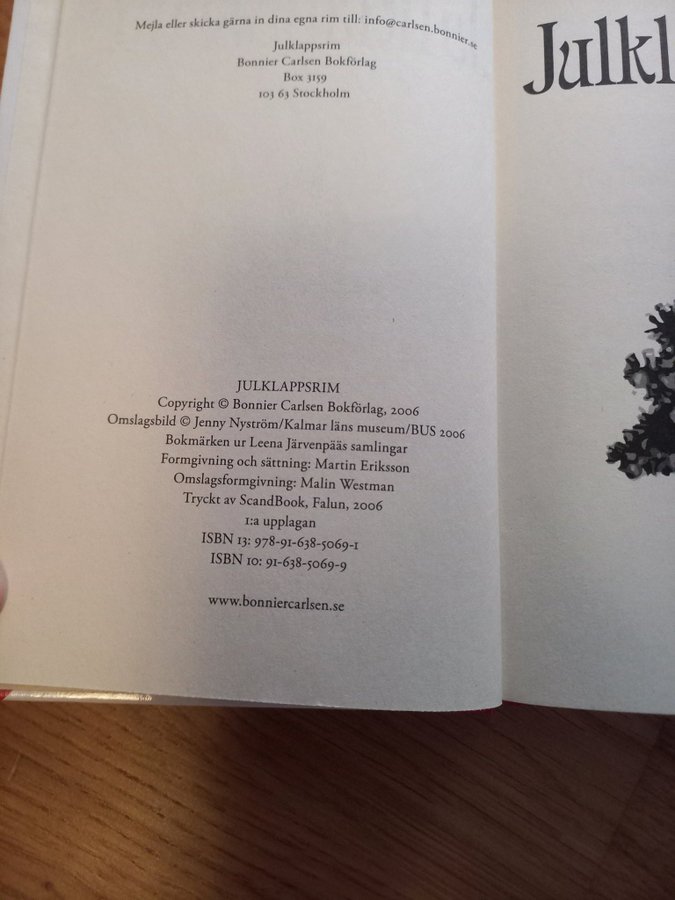 Mejla eller skicka gärna in dina egna rim till: info@carlsen.bonnier.se
Julklappsrim
Bonnier Carlsen Bokförlag
Box 3159
103 63 Stockholm
JULKLAPPSRIM
Copyright © Bonnier Carlsen Bokförlag, 2006
Omslagsbild © Jenny Nyström/Kalmar läns museum/BUS 2006
Bokmärken ur Leena Järvenpääs samlingar
Formgivning och sättning: Martin Eriksson
Omslagsformgivning: Malin Westman
Tryckt av ScandBook, Falun, 2006
1:a upplagan
ISBN 13: 978-91-638-5069-1
ISBN 10: 91-638-5069-9
www.bonniercarlsen.se
Julkl